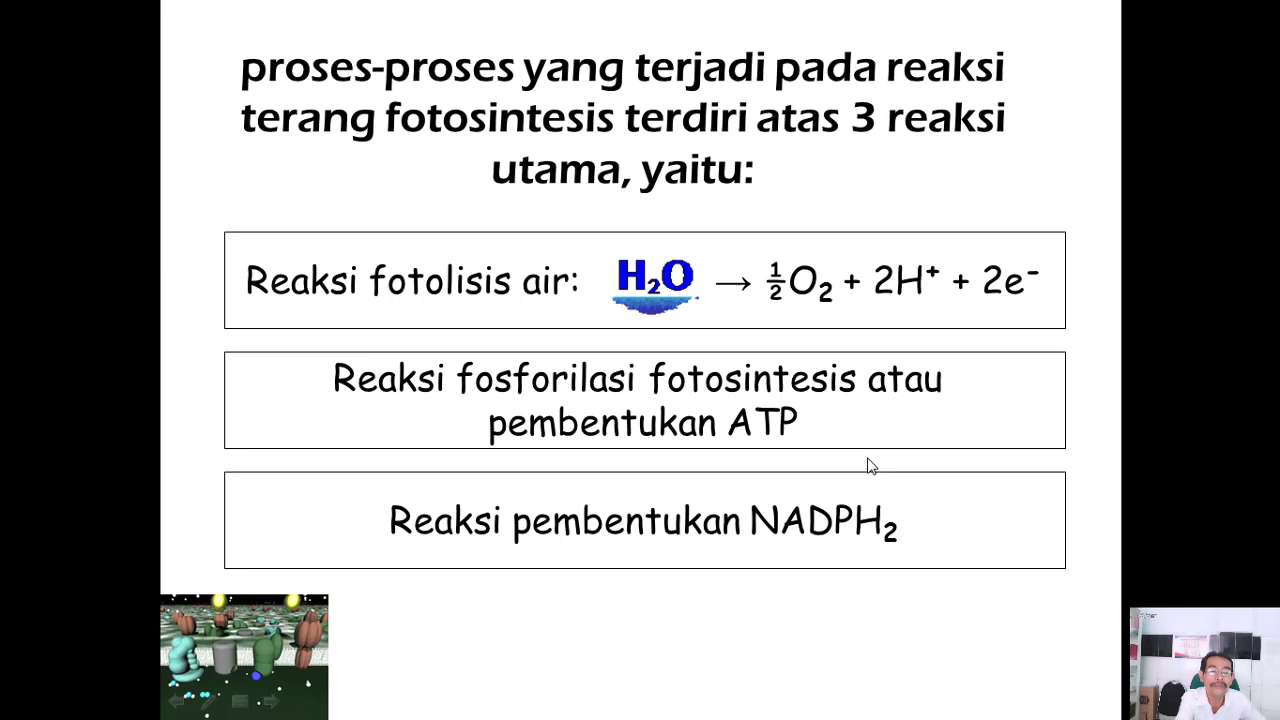 proses-proses yang terjadi pada reaksi
terang fotosintesis terdiri atas 3 reaksi
utama, yaitu:
Reaksi fotolisis air: H₂O → ½O₂ + 2H⁺ + 2e⁻
Reaksi fosforilasi fotosintesis atau
pembentukan ATP
Reaksi pembentukan NADPH₂